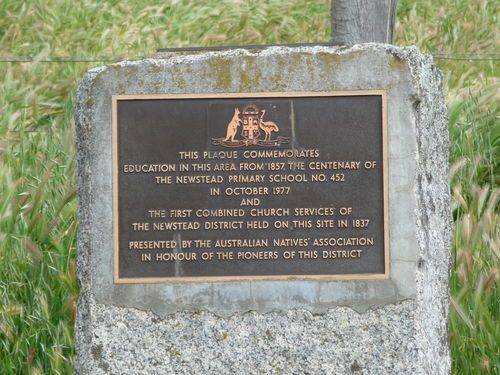 THIS PLAQUE COMMEMORATES
EDUCATION IN THIS AREA FROM 1857, THE CENTENARY OF
THE NEWSTEAD PRIMARY SCHOOL NO. 452
IN OCTOBER 1977
AND
THE FIRST COMBINED CHURCH SERVICES OF
THE NEWSTEAD DISTRICT HELD ON THIS SITE IN 1837
PRESENTED BY THE AUSTRALIAN NATIVES' ASSOCIATION
IN HONOUR OF THE PIONEERS OF THIS DISTRICT